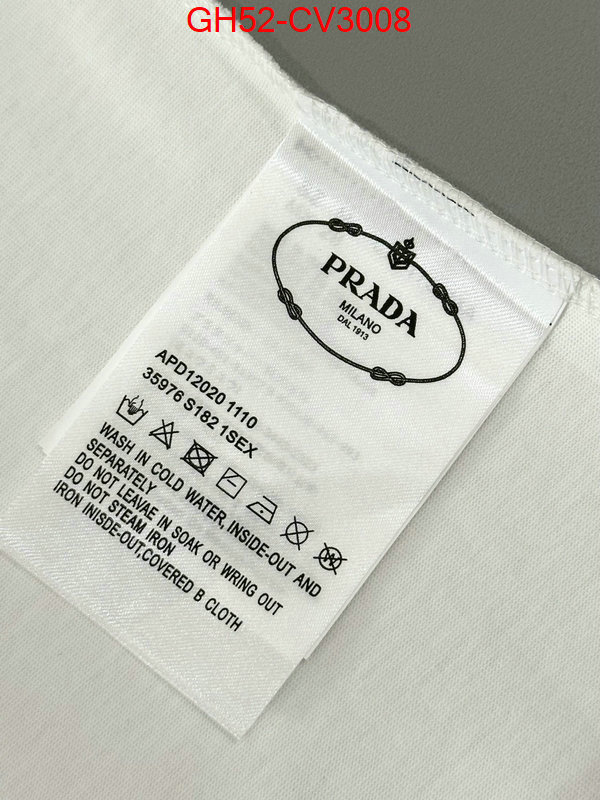 GH52-CV3008
PRADA
MILANO
DAL 1913
APD12020 1110
35976 S182 1SEX
WASH IN COLD WATER, INSIDE-OUT AND
SEPARATELY
DO NOT LEAVAE IN SOAK OR WRING OUT
DO NOT STEAM IRON
IRON INISDE-OUT,COVERED B CLOTH